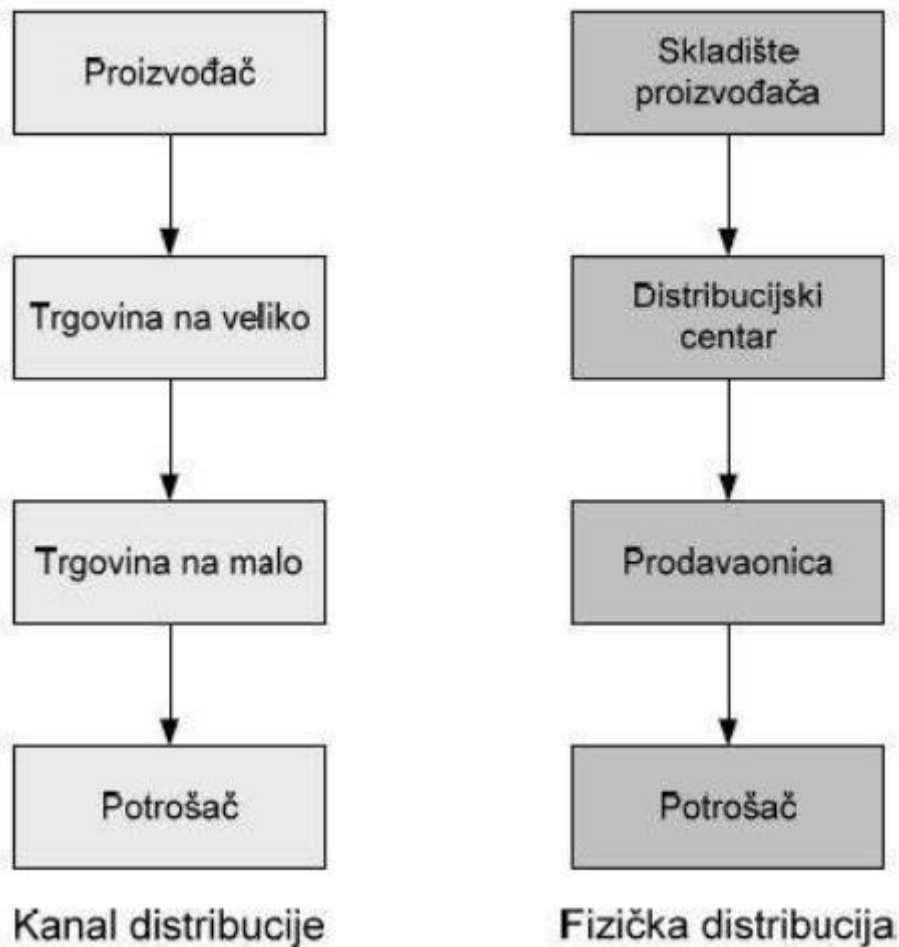 Proizvođač
Trgovina na veliko
Trgovina na malo
Potrošač
Kanal distribucije
Skladište
proizvođača
Distribucijski
centar
Prodavaonica
Potrošač
Fizička distribucija